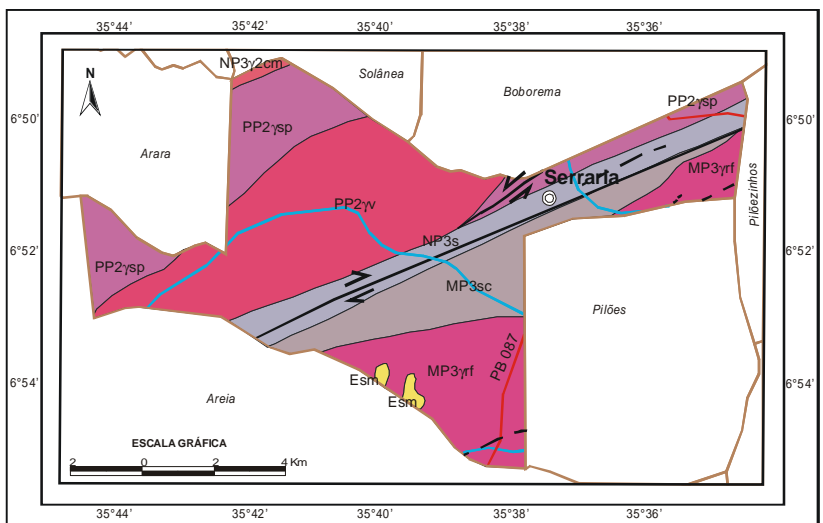 35°44' 35°42' 35°40' 35°38' 35°36'
NP3γ2cm
Solânea
N
Boborema
PP2γsp
6°50' 6°50'
PP2γsp
Arara
MP3γrf
Serraria
PP2γv
Pilõezinhos
NP3s
6°52' 6°52'
PP2γsp
MP3sc
Pilões
PB 087
MP3γrf
Esm
6°54' 6°54'
Esm
Areia
ESCALA GRÁFICA
2 0 2 4 Km
35°44' 35°42' 35°40' 35°38' 35°36'